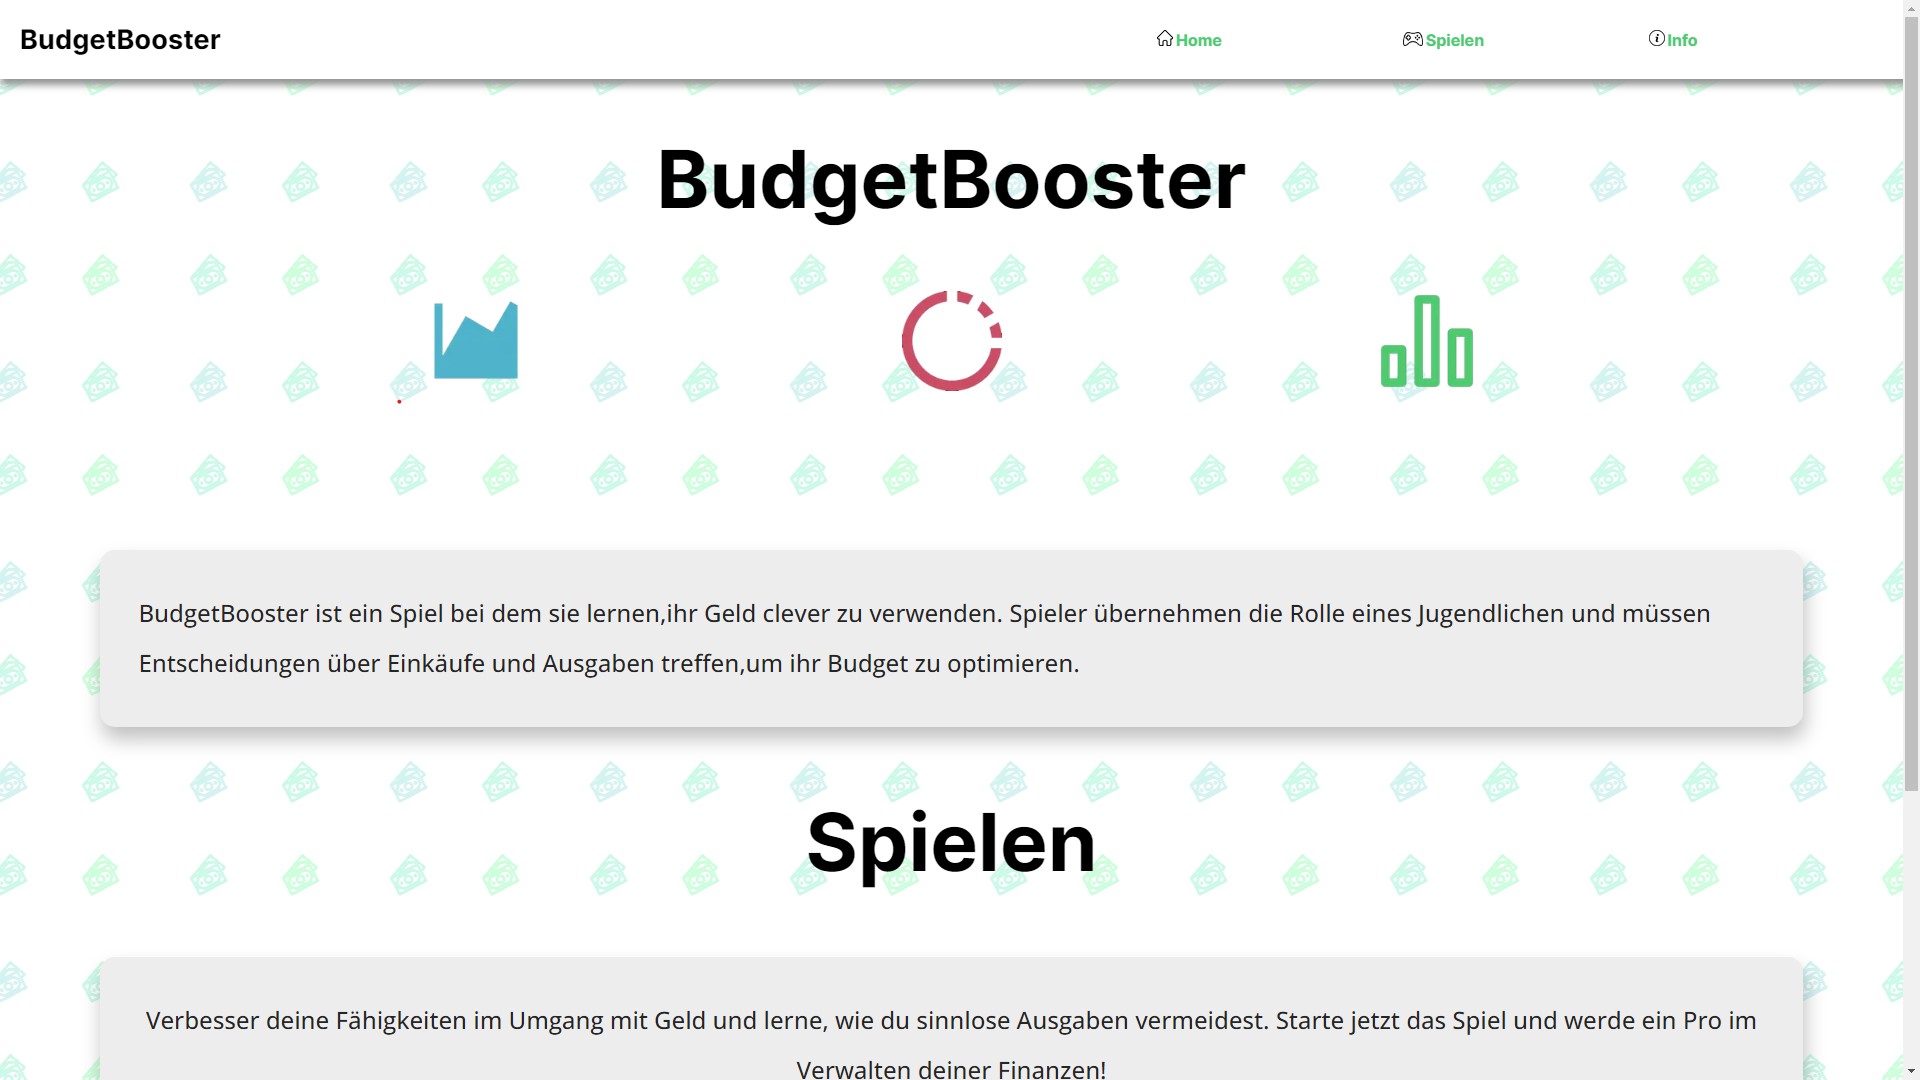 BudgetBooster
Home
Spielen
Info
BudgetBooster
BudgetBooster ist ein Spiel bei dem sie lernen,ihr Geld clever zu verwenden. Spieler übernehmen die Rolle eines Jugendlichen und müssen
Entscheidungen über Einkäufe und Ausgaben treffen,um ihr Budget zu optimieren.
Spielen
Verbesser deine Fähigkeiten im Umgang mit Geld und lerne, wie du sinnlose Ausgaben vermeidest. Starte jetzt das Spiel und werde ein Pro im
Verwalten deiner Finanzen!